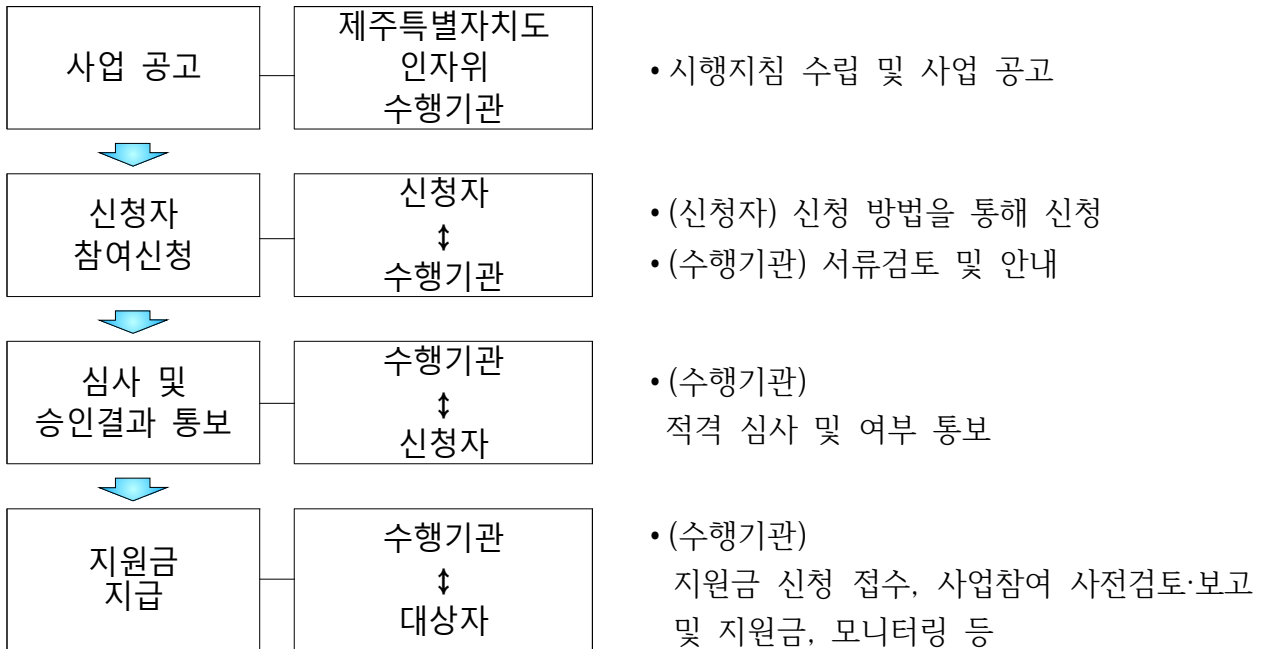 사업 공고
제주특별자치도
인자위
수행기관
• 시행지침 수립 및 사업 공고
신청자
참여신청
신청자
↕
수행기관
• (신청자) 신청 방법을 통해 신청
• (수행기관) 서류검토 및 안내
심사 및
승인결과 통보
수행기관
↕
신청자
• (수행기관)
적격 심사 및 여부 통보
지원금
지급
수행기관
↕
대상자
• (수행기관)
지원금 신청 접수, 사업참여 사전검토·보고
및 지원금, 모니터링 등